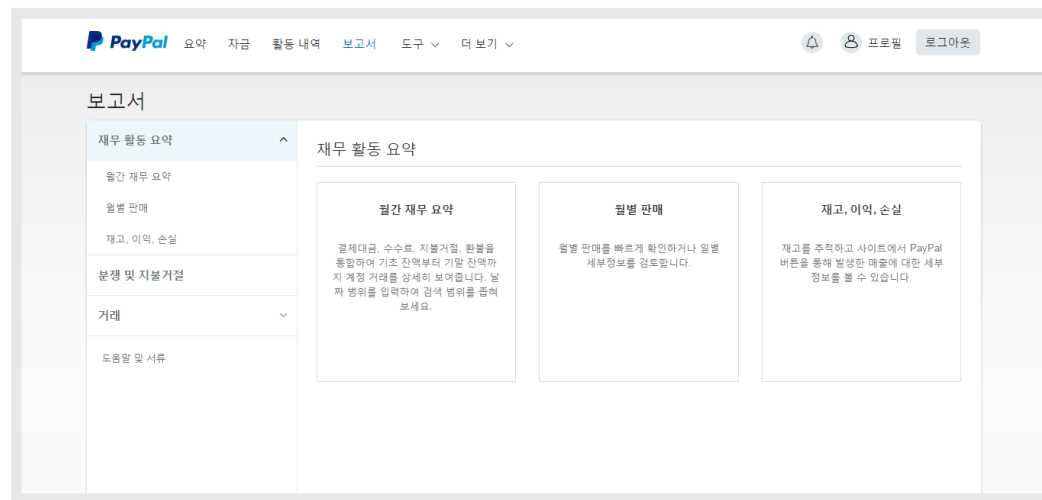 PayPal 요약 자금 활동 내역 보고서 도구 더 보기 프로필 로그아웃
보고서
재무 활동 요약
월간 재무 요약
월별 판매
재고, 이익, 손실
분쟁 및 지불거절
거래
도움말 및 서류
재무 활동 요약
월간 재무 요약
결제대금, 수수료, 지불거절, 환불을
통합하여 기초 잔액부터 기말 잔액까
지 계정 거래를 상세히 보여줍니다. 날
짜 범위를 입력하여 검색 범위를 좁혀
보세요.
월별 판매
월별 판매를 빠르게 확인하거나 일별
세부정보를 검토합니다.
재고, 이익, 손실
재고를 추적하고 사이트에서 PayPal
버튼을 통해 발생한 매출에 대한 세부
정보를 볼 수 있습니다.